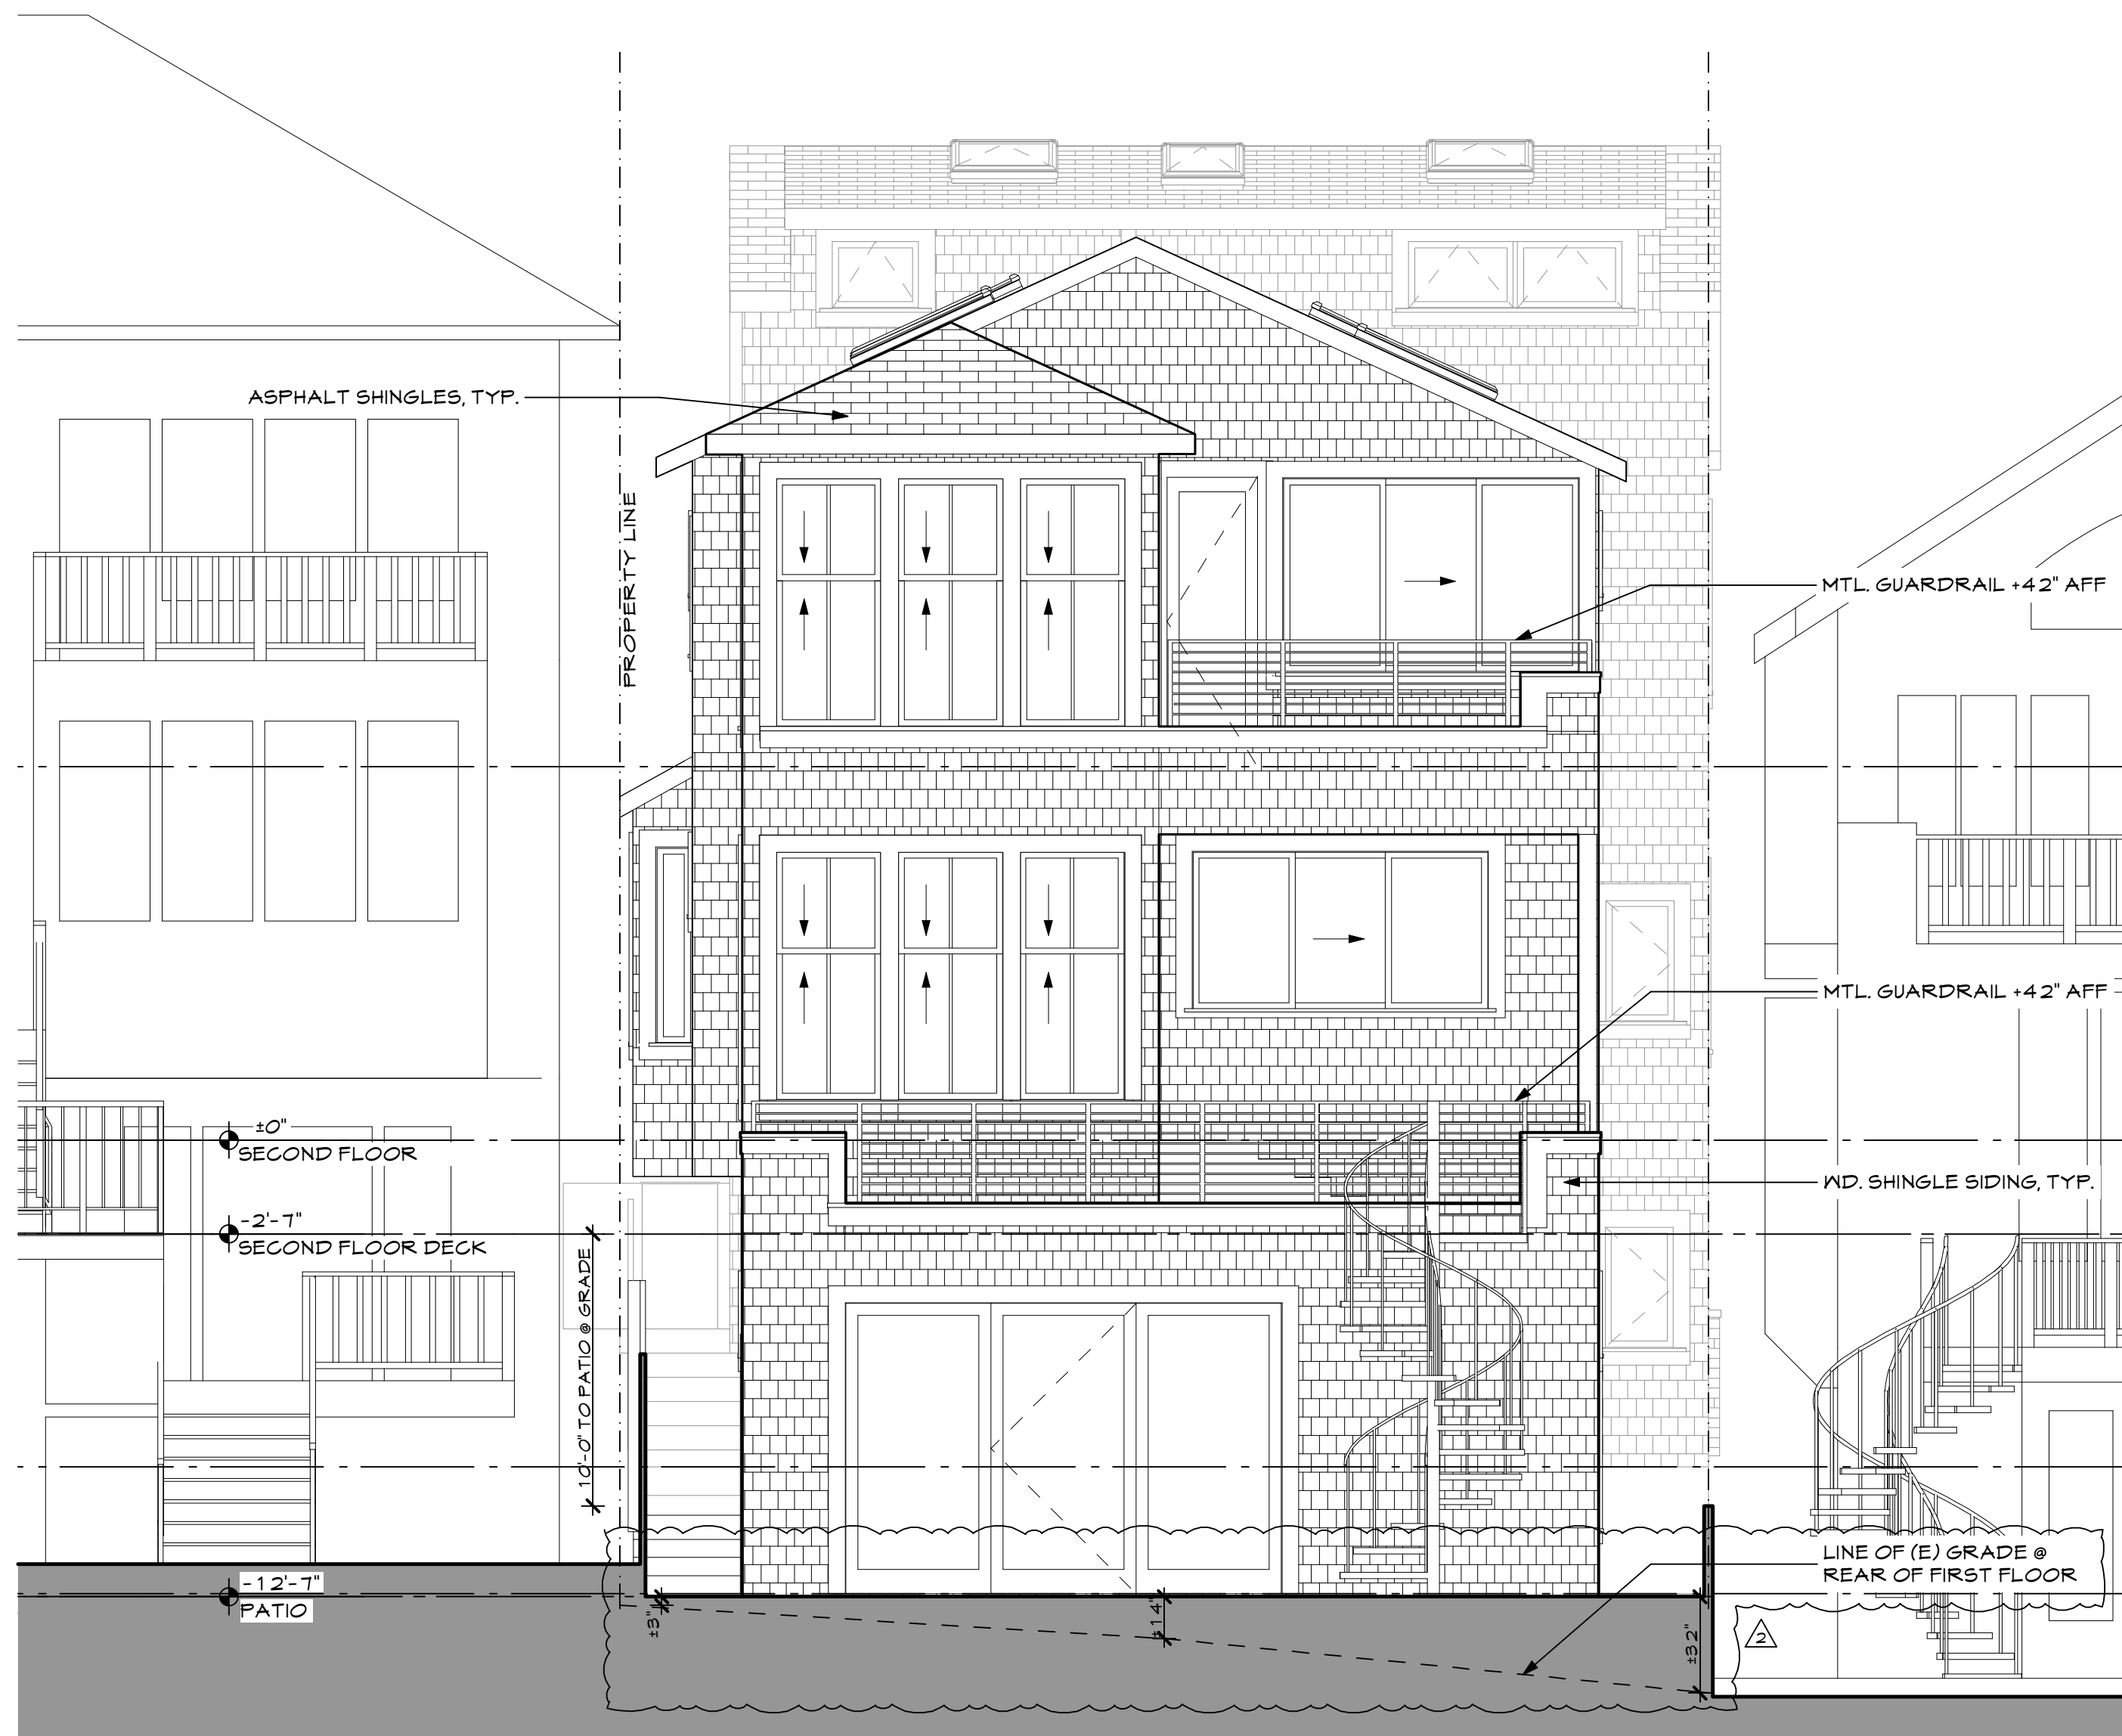 ASPHALT SHINGLES, TYP.
PROPERTY LINE
MTL. GUARDRAIL +42" AFF
MTL. GUARDRAIL +42" AFF
±0"
SECOND FLOOR
WD. SHINGLE SIDING, TYP.
-2'-7"
SECOND FLOOR DECK
10'-0" TO PATIO @ GRADE
LINE OF (E) GRADE @
REAR OF FIRST FLOOR
-12'-7"
PATIO
±3"
±14"
±32"
2